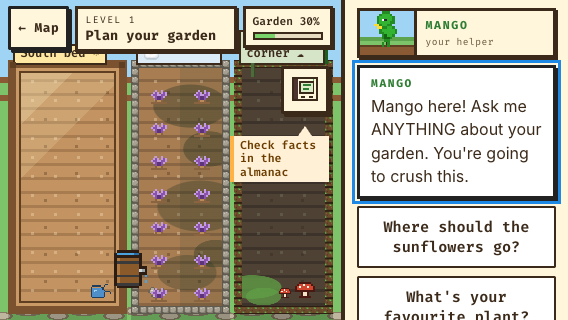 ← Map
LEVEL 1
Plan your garden
Garden 30%
South bed
corner
Check facts
in the
almanac
MANGO
your helper
MANGO
Mango here! Ask me
ANYTHING about your
garden. You're going
to crush this.
Where should the
sunflowers go?
What's your
favourite plant?